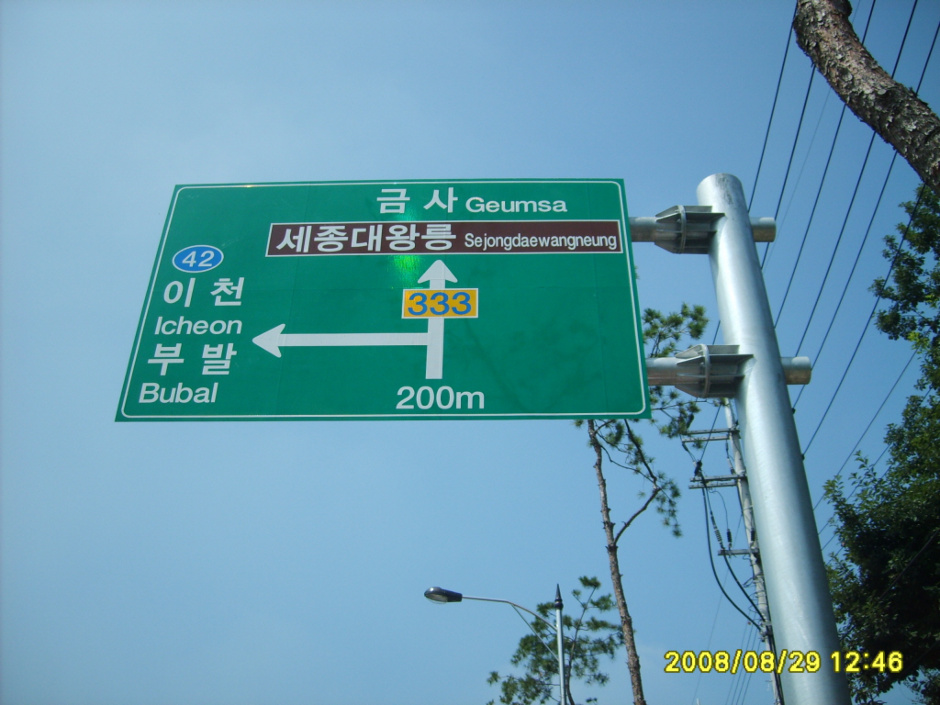 금사 Geumsa
세종대왕릉 Sejongdaewangneung
42
이천
Icheon
부발
Bubal
333
200m
2008/08/29 12:46